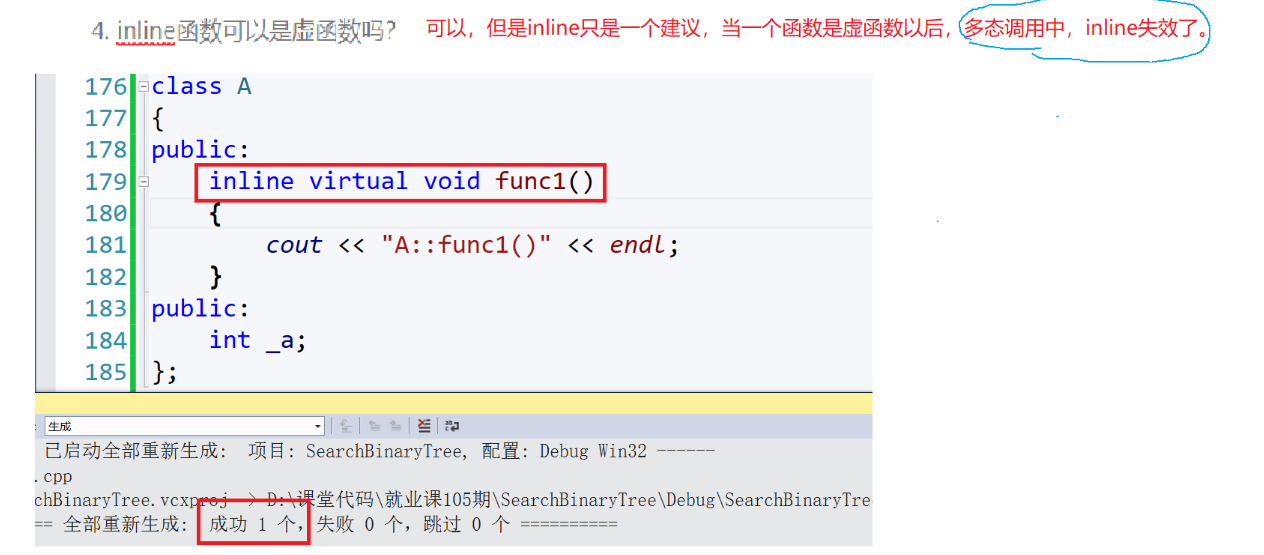 4. inline函数可以是虚函数吗? 可以，但是inline只是一个建议，当一个函数是虚函数以后，多态调用中，inline失效了。
176 class A
177 {
178 public:
179 inline virtual void func1()
180 {
181 cout << "A::func1()" << endl;
182 }
183 public:
184 int _a;
185 };
生成
已启动全部重新生成: 项目: SearchBinaryTree, 配置: Debug Win32 ------
.cpp
rchBinaryTree.vcxproj -> D:\课堂代码\就业课105期\SearchBinaryTree\Debug\SearchBinaryTre
== 全部重新生成: 成功 1 个，失败 0 个，跳过 0 个 ==========